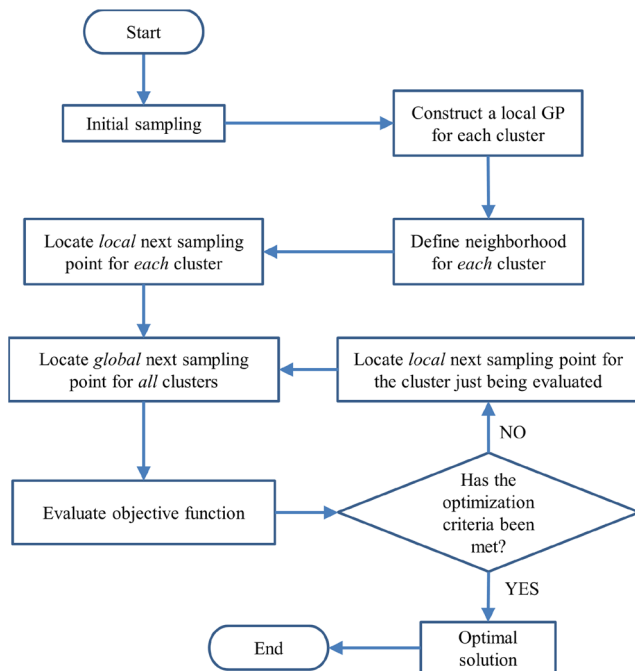 Start
Initial sampling
Construct a local GP
for each cluster
Locate local next sampling
point for each cluster
Define neighborhood
for each cluster
Locate global next sampling
point for all clusters
Locate local next sampling point for
the cluster just being evaluated
NO
Evaluate objective function
Has the
optimization
criteria been
met?
YES
End
Optimal
solution